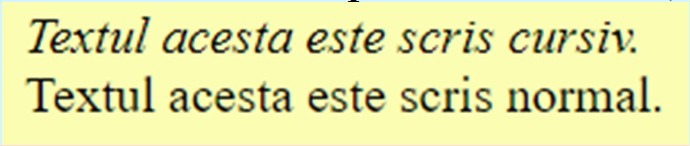 Textul acesta este scris cursiv.
Textul acesta este scris normal.